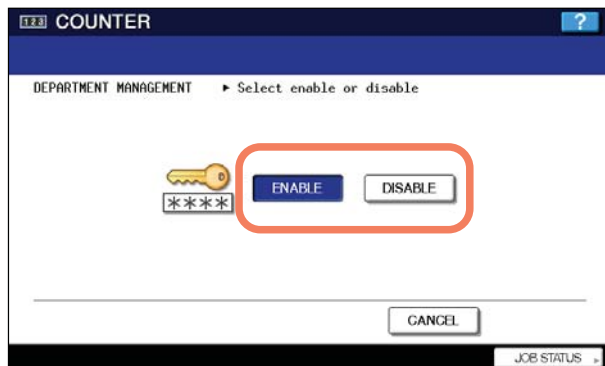 123 COUNTER ?
DEPARTMENT MANAGEMENT ▶ Select enable or disable
ENABLE DISABLE
****
CANCEL
JOB STATUS